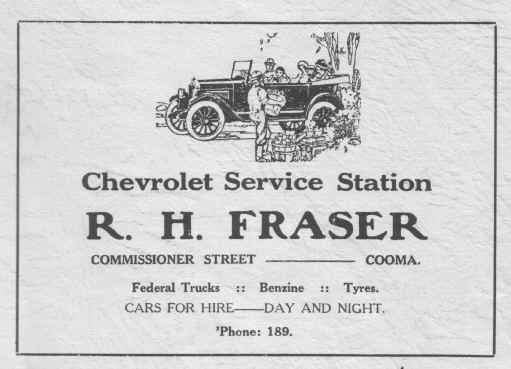 Chevrolet Service Station
R. H. FRASER
COMMISSIONER STREET ——— COOMA.
Federal Trucks :: Benzine :: Tyres.
CARS FOR HIRE——DAY AND NIGHT.
'Phone: 189.